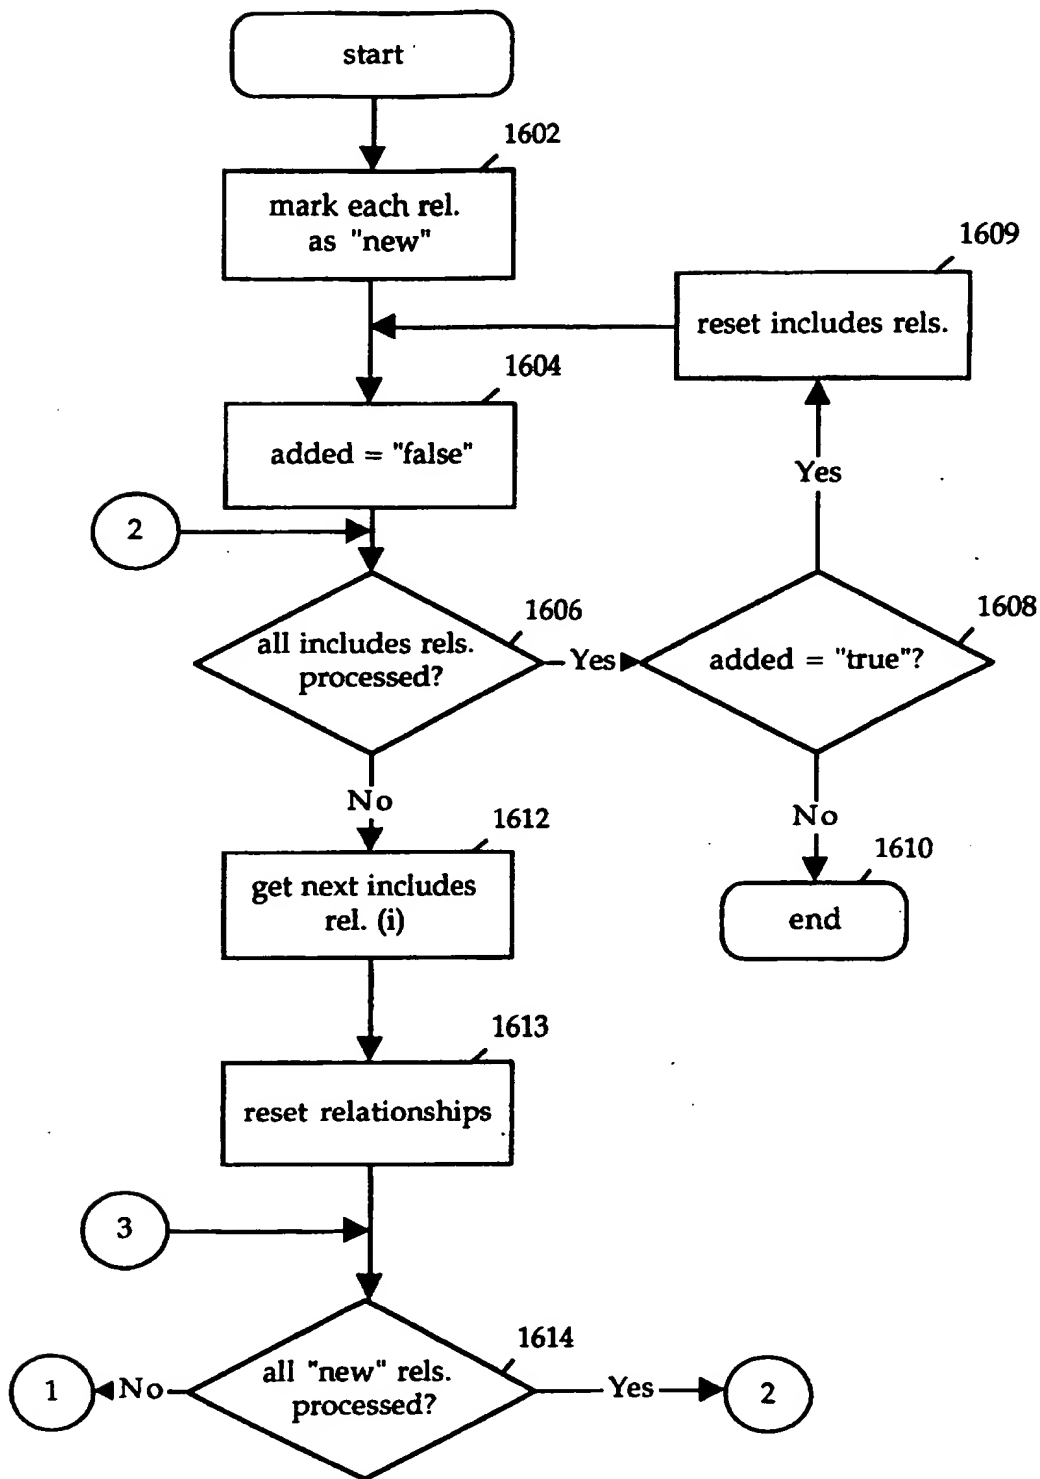 start
1602
mark each rel.
as "new"
1609
reset includes rels.
1604
added = "false"
Yes
2
1606
1608
all includes rels.
processed?
Yes
added = "true"?
No
No
1612
1610
get next includes
rel. (i)
end
1613
reset relationships
3
1614
all "new" rels.
processed?
1
No
Yes
2